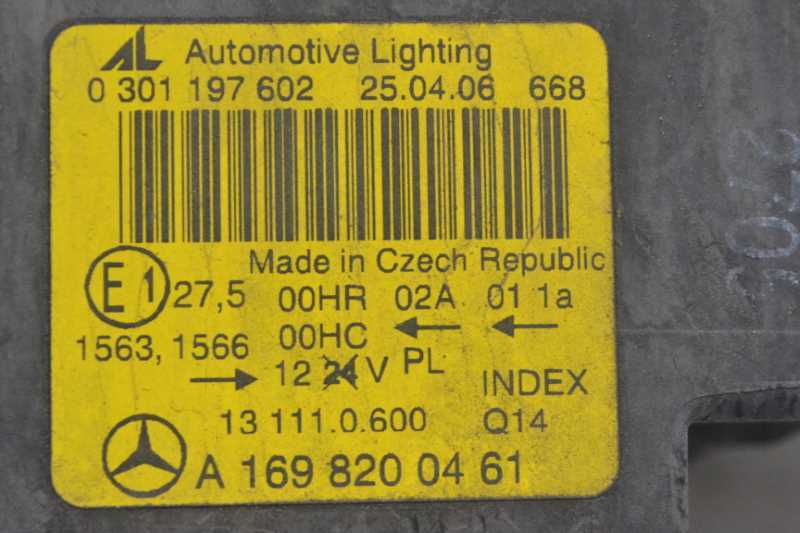 AL Automotive Lighting
0 301 197 602 25.04.06 668
Made in Czech Republic
E1 27,5 00HR 02A 01 1a
1563, 1566 00HC ← ←
→ 12 24 V PL
INDEX
13 111.0.600 Q14
A 169 820 04 61